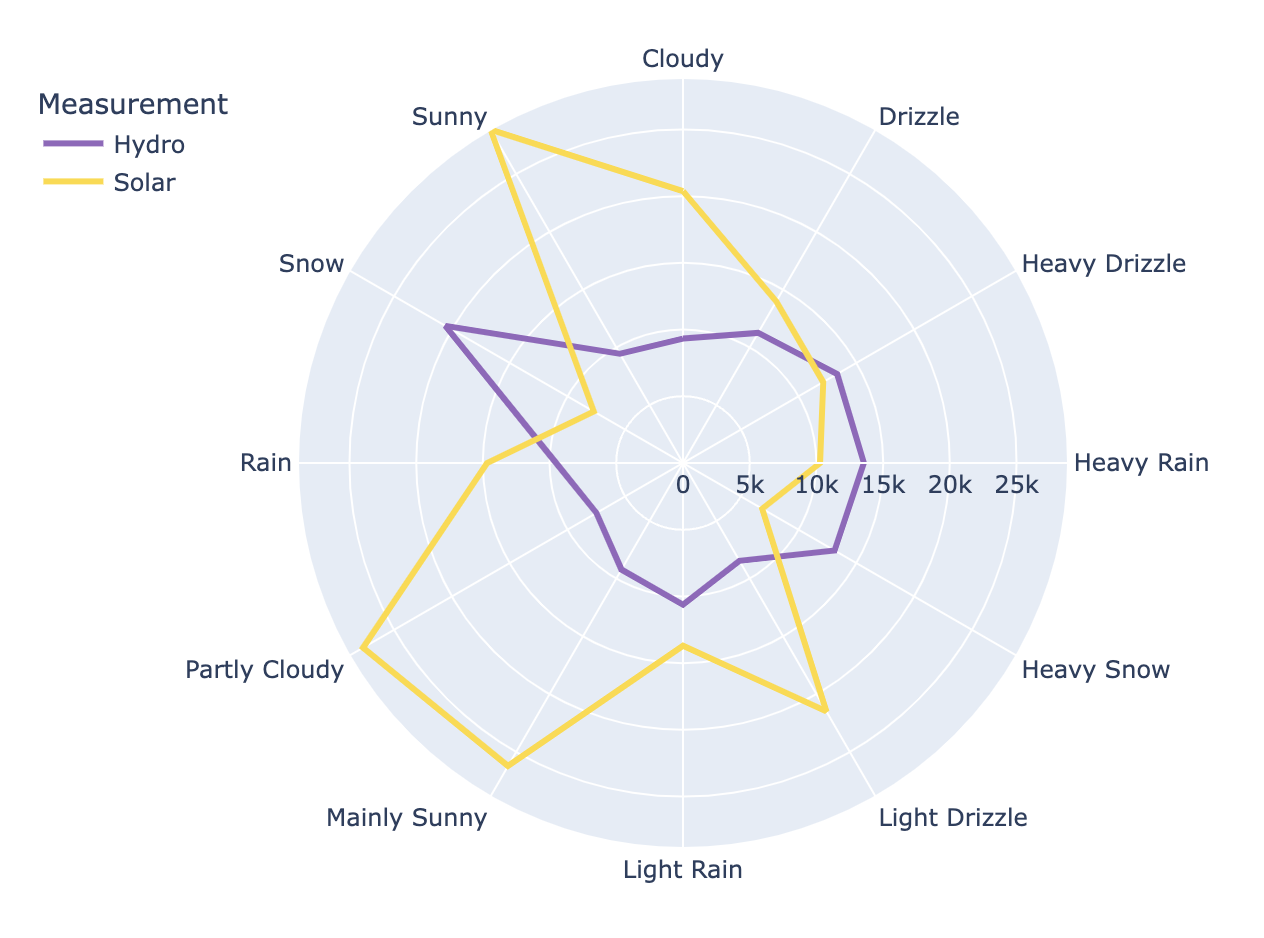 Measurement
Hydro
Solar
Cloudy
Drizzle
Heavy Drizzle
Heavy Rain
Heavy Snow
Light Drizzle
Light Rain
Mainly Sunny
Partly Cloudy
Rain
Snow
Sunny
0 5k 10k 15k 20k 25k